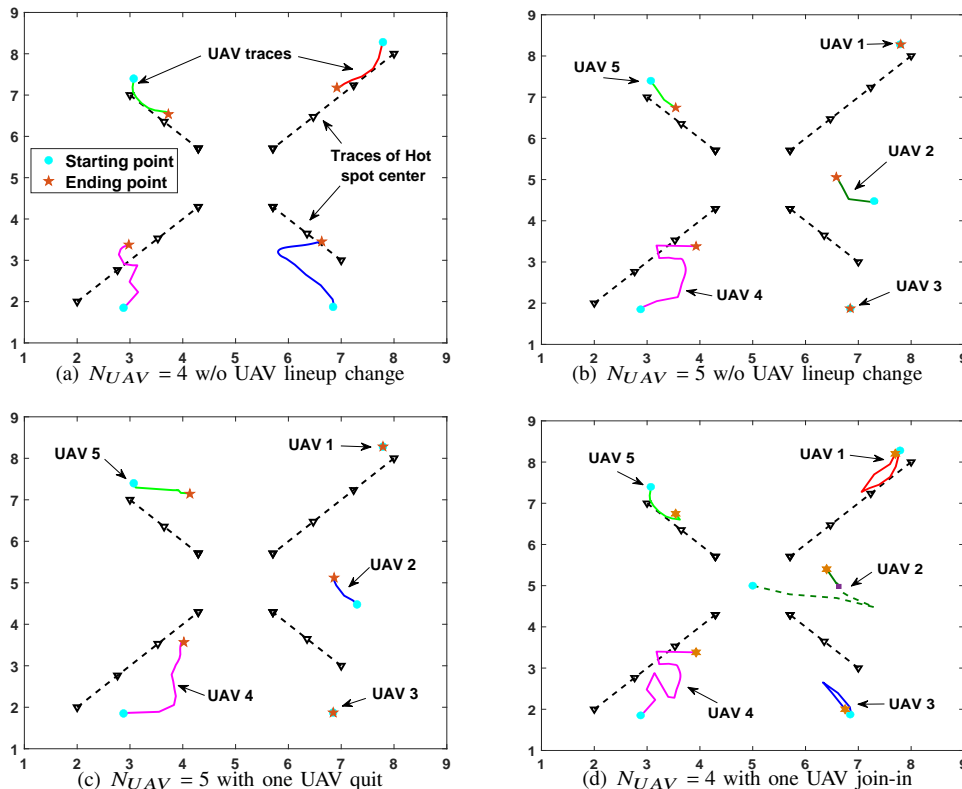 9
8
7
6
5
4
3
2
1
1 2 3 4 5 6 7 8 9
UAV traces
Starting point
Ending point
Traces of Hot
spot center
(a) N_UAV = 4 w/o UAV lineup change
9
8
7
6
5
4
3
2
1
1 2 3 4 5 6 7 8 9
UAV 1
UAV 5
UAV 2
UAV 4
UAV 3
(b) N_UAV = 5 w/o UAV lineup change
9
8
7
6
5
4
3
2
1
1 2 3 4 5 6 7 8 9
UAV 1
UAV 5
UAV 2
UAV 4
UAV 3
(c) N_UAV = 5 with one UAV quit
9
8
7
6
5
4
3
2
1
1 2 3 4 5 6 7 8 9
UAV 1
UAV 5
UAV 2
UAV 4
UAV 3
(d) N_UAV = 4 with one UAV join-in